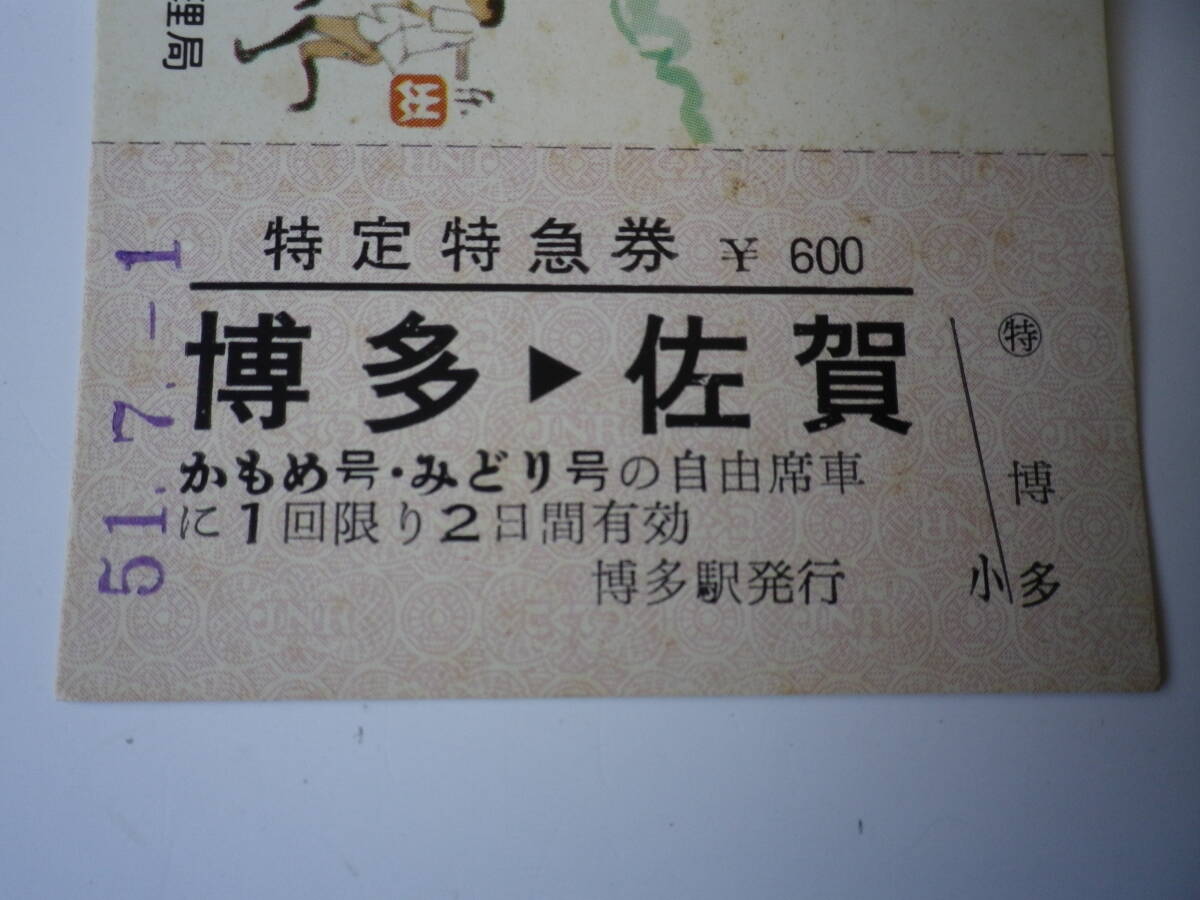 理局
特定特急券 ¥ 600
博多▶佐賀
かもめ号・みどり号の自由席車
に1回限り2日間有効
博多駅発行
㊕
博多
小
51.7.-1